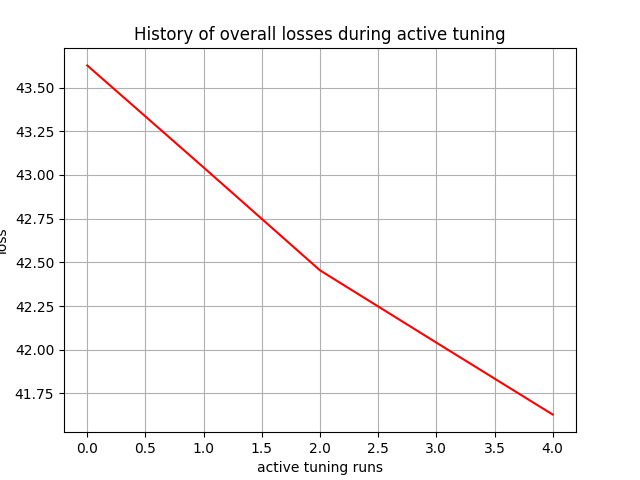 History of overall losses during active tuning
43.50
43.25
43.00
42.75
42.50
42.25
42.00
41.75
loss
0.0 0.5 1.0 1.5 2.0 2.5 3.0 3.5 4.0
active tuning runs